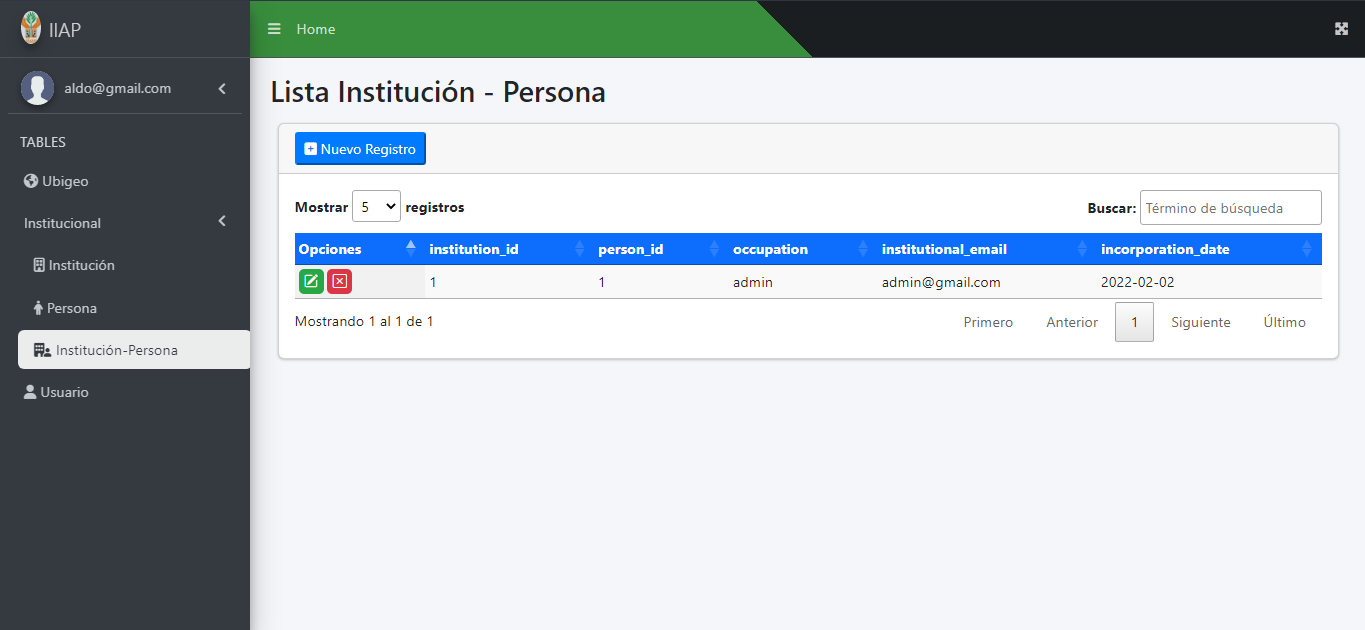 IIAP
Home
aldo@gmail.com
TABLES
Ubigeo
Institucional
Institución
Persona
Institución-Persona
Usuario
Lista Institución - Persona
Nuevo Registro
Mostrar 5 registros
Buscar: Término de búsqueda
Opciones institution_id person_id occupation institutional_email incorporation_date
1 1 admin admin@gmail.com 2022-02-02
Mostrando 1 al 1 de 1
Primero Anterior 1 Siguiente Último